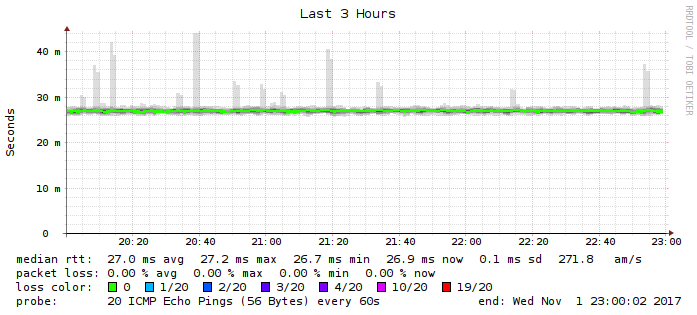 Last 3 Hours
RRDTOOL / TOBI OETIKER
Seconds
40 m
30 m
20 m
10 m
0
20:20 20:40 21:00 21:20 21:40 22:00 22:20 22:40 23:00
median rtt: 27.0 ms avg 27.2 ms max 26.7 ms min 26.9 ms now 0.1 ms sd 271.8 am/s
packet loss: 0.00 % avg 0.00 % max 0.00 % min 0.00 % now
loss color: 0 1/20 2/20 3/20 4/20 10/20 19/20
probe: 20 ICMP Echo Pings (56 Bytes) every 60s end: Wed Nov 1 23:00:02 2017